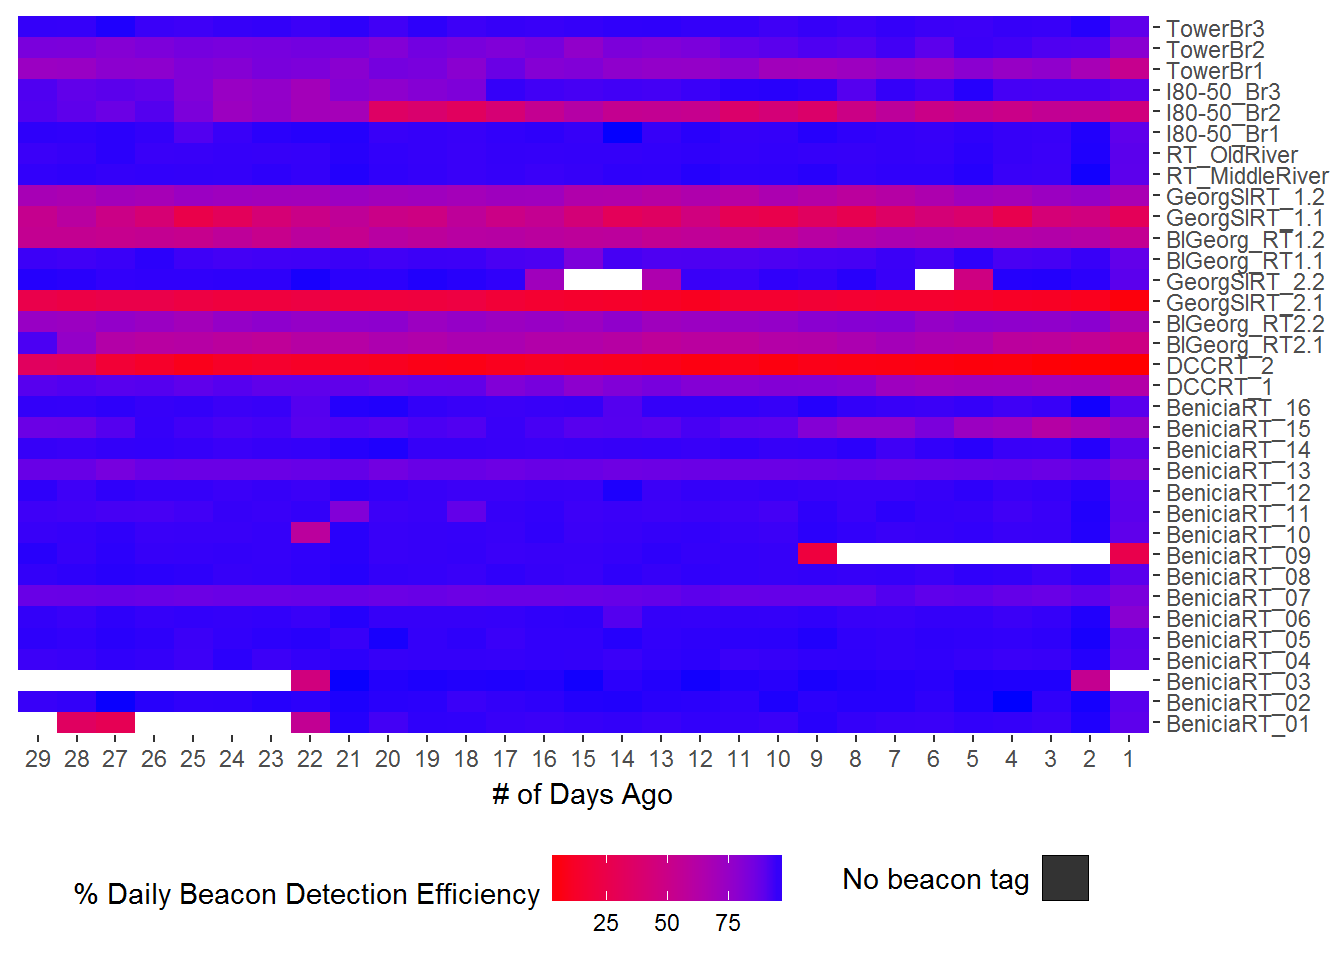 TowerBr3
TowerBr2
TowerBr1
I80-50_Br3
I80-50_Br2
I80-50_Br1
RT_OldRiver
RT_MiddleRiver
GeorgSlRT_1.2
GeorgSlRT_1.1
BlGeorg_RT1.2
BlGeorg_RT1.1
GeorgSlRT_2.2
GeorgSlRT_2.1
BlGeorg_RT2.2
BlGeorg_RT2.1
DCCRT_2
DCCRT_1
BeniciaRT_16
BeniciaRT_15
BeniciaRT_14
BeniciaRT_13
BeniciaRT_12
BeniciaRT_11
BeniciaRT_10
BeniciaRT_09
BeniciaRT_08
BeniciaRT_07
BeniciaRT_06
BeniciaRT_05
BeniciaRT_04
BeniciaRT_03
BeniciaRT_02
BeniciaRT_01
29 28 27 26 25 24 23 22 21 20 19 18 17 16 15 14 13 12 11 10 9 8 7 6 5 4 3 2 1
# of Days Ago
% Daily Beacon Detection Efficiency
25 50 75
No beacon tag